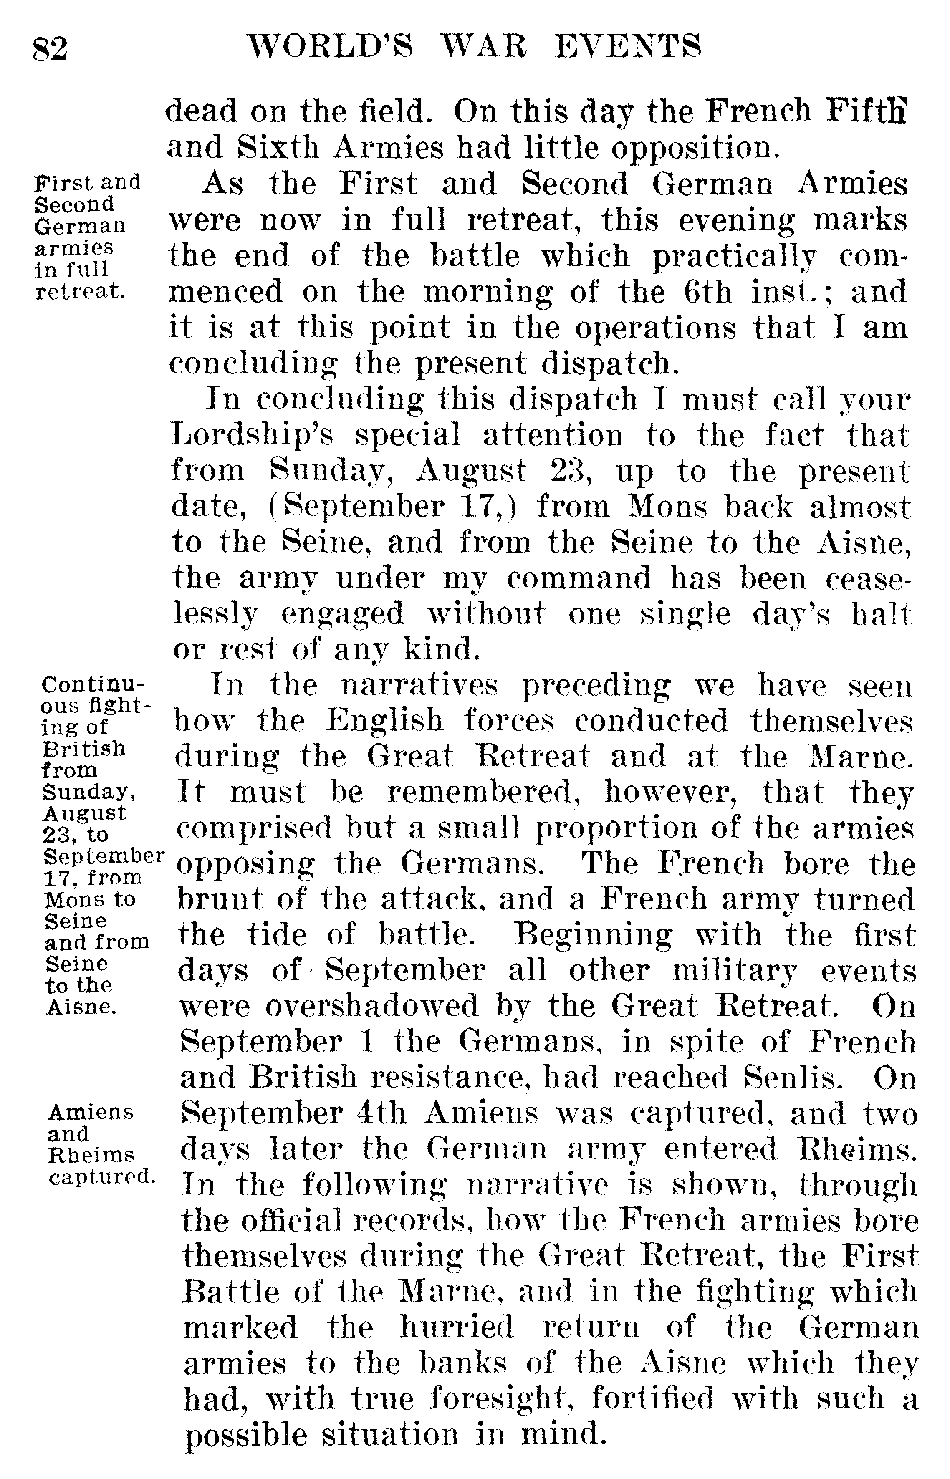 82 WORLD'S WAR EVENTS
dead on the field. On this day the French Fifth
and Sixth Armies had little opposition.
First and
Second
German
armies
in full
retreat.
As the First and Second German Armies
were now in full retreat, this evening marks
the end of the battle which practically com-
menced on the morning of the 6th inst.; and
it is at this point in the operations that I am
concluding the present dispatch.
In concluding this dispatch I must call your
Lordship's special attention to the fact that
from Sunday, August 23, up to the present
date, (September 17,) from Mons back almost
to the Seine, and from the Seine to the Aisne,
the army under my command has been cease-
lessly engaged without one single day's halt
or rest of any kind.
Continu-
ous fight-
ing of
British
from
Sunday,
August
23, to
September
17, from
Mons to
Seine
and from
Seine
to the
Aisne.
In the narratives preceding we have seen
how the English forces conducted themselves
during the Great Retreat and at the Marne.
It must be remembered, however, that they
comprised but a small proportion of the armies
opposing the Germans. The French bore the
brunt of the attack, and a French army turned
the tide of battle. Beginning with the first
days of September all other military events
were overshadowed by the Great Retreat. On
September 1 the Germans, in spite of French
and British resistance, had reached Senlis. On
Amiens
and
Rheims
captured.
September 4th Amiens was captured, and two
days later the German army entered Rheims.
In the following narrative is shown, through
the official records, how the French armies bore
themselves during the Great Retreat, the First
Battle of the Marne, and in the fighting which
marked the hurried return of the German
armies to the banks of the Aisne which they
had, with true foresight, fortified with such a
possible situation in mind.